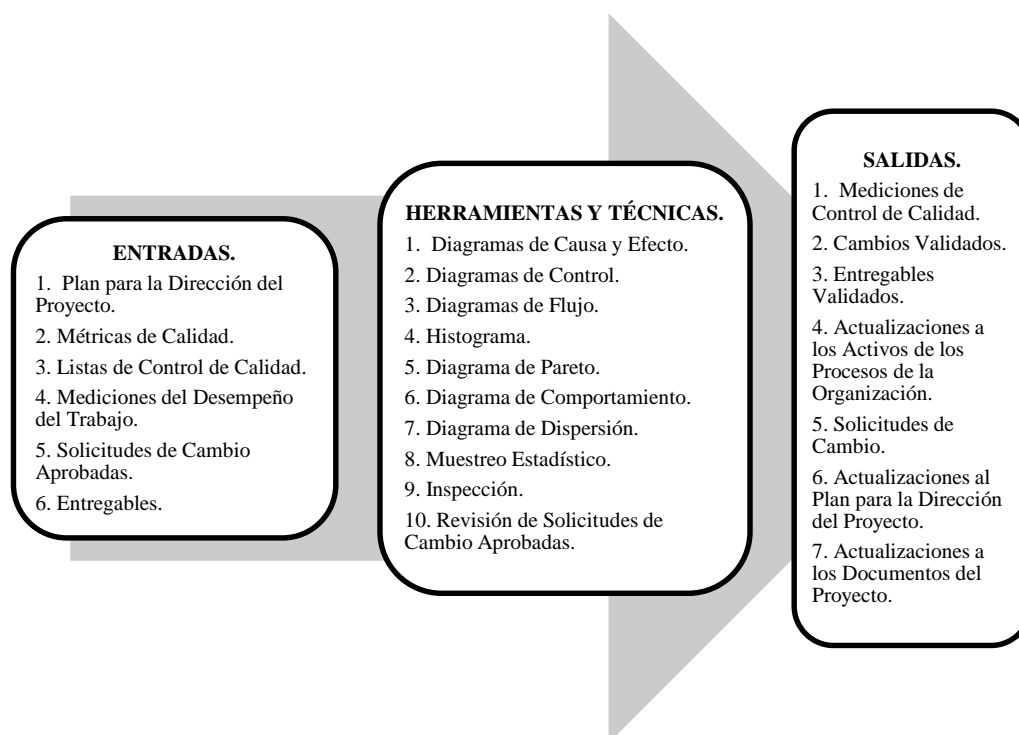 ENTRADAS.
1.  Plan para la Dirección del
Proyecto.
2. Métricas de Calidad.
3. Listas de Control de Calidad.
4. Mediciones del Desempeño
del Trabajo.
5. Solicitudes de Cambio
Aprobadas.
6. Entregables.
HERRAMIENTAS Y TÉCNICAS.
1.  Diagramas de Causa y Efecto.
2. Diagramas de Control.
3. Diagramas de Flujo.
4. Histograma.
5. Diagrama de Pareto.
6. Diagrama de Comportamiento.
7. Diagrama de Dispersión.
8. Muestreo Estadístico.
9. Inspección.
10. Revisión de Solicitudes de
Cambio Aprobadas.
SALIDAS.
1.  Mediciones de
Control de Calidad.
2. Cambios Validados.
3. Entregables
Validados.
4. Actualizaciones a
los Activos de los
Procesos de la
Organización.
5. Solicitudes de
Cambio.
6. Actualizaciones al
Plan para la Dirección
del Proyecto.
7. Actualizaciones a
los Documentos del
Proyecto.